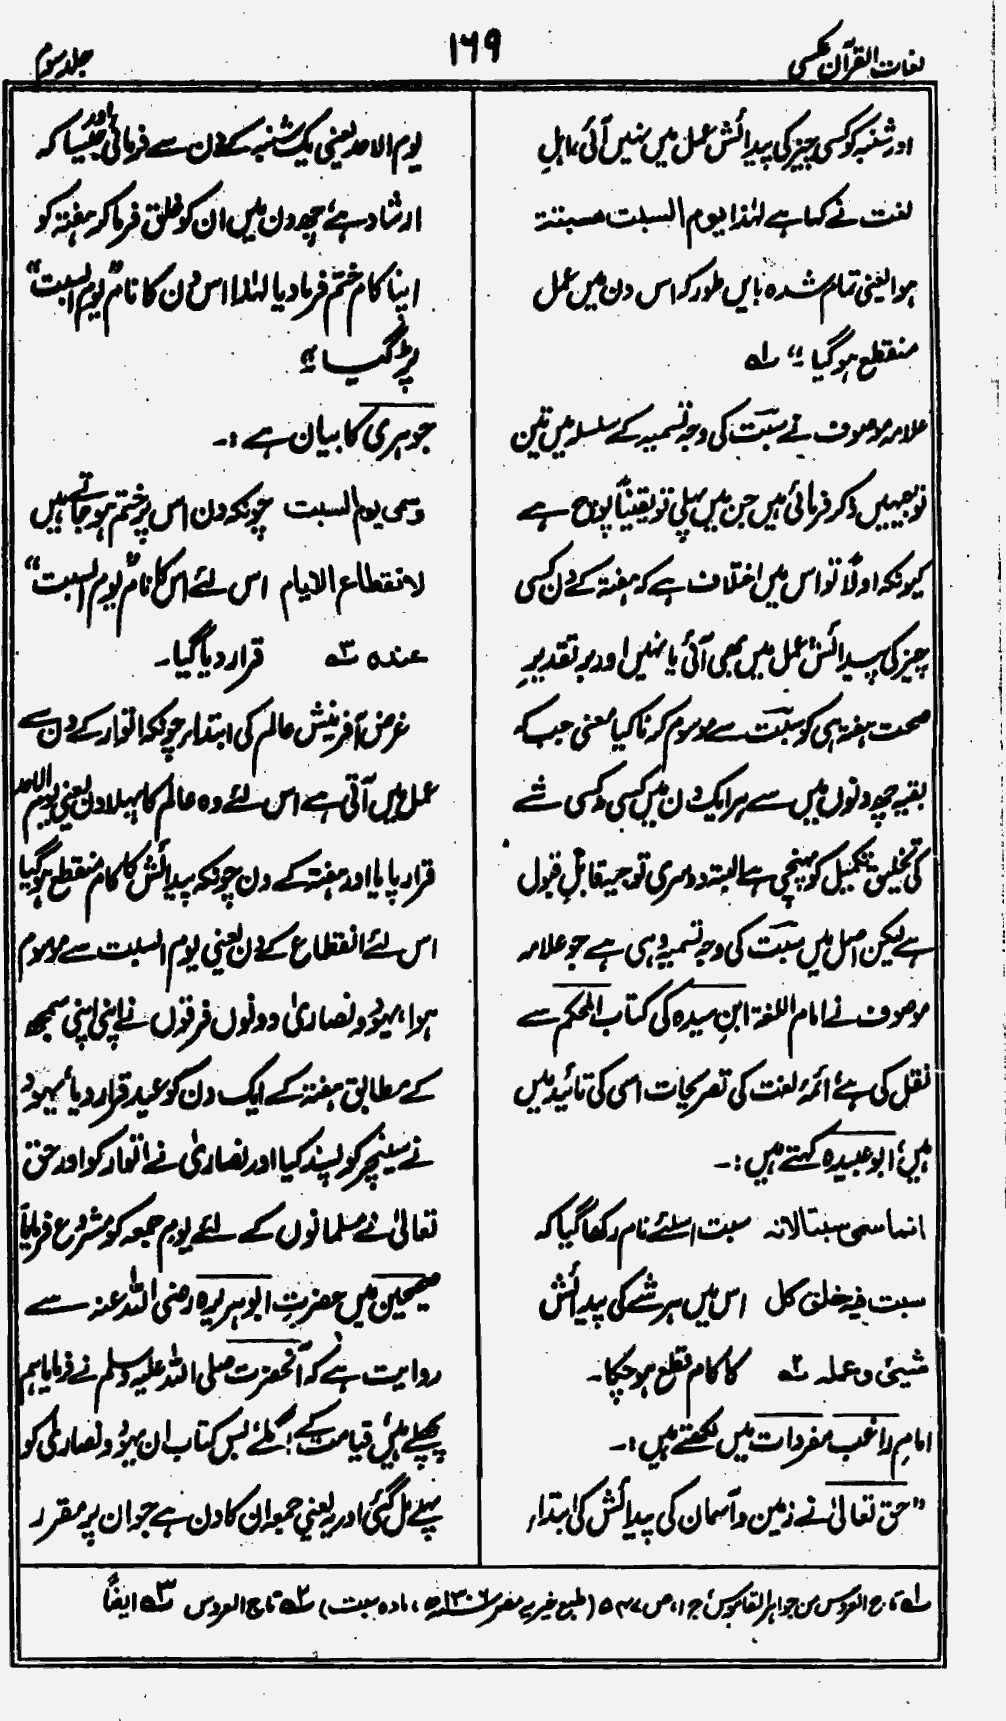 لغات القرآن عکسی
۱۶۹
جلد سوم
اور شنبہ کو کسی چیز کی پیدائش عمل میں نہیں آئی، اہلِ
لغت نے کہا ہے لہٰذا یوم السبت مسبتتہ
ہوا یعنی تمام شدہ بایں طور کہ اس دن میں عمل
منقطع ہو گیا ۔“ لہ
علامہ موصوف نے سَبَت کی وجہ تسمیہ کے سلسلہ میں تین
توجیہیں ذکر فرمائی ہیں جن میں پہلی تو یقیناً پوچ ہے
کیونکہ اولاً تو اس میں اختلاف ہے کہ ہفتہ کے دن کسی
چیز کی پیدائش عمل میں بھی آئی یا نہیں اور بر تقدیرِ
صحت ہفتہ ہی کو سَبَت سے موسوم کرنا کیا معنی جب کہ
بقیہ چھ دنوں میں سے ہر ایک دن میں کسی نہ کسی شے
کی تخلیق تکمیل کو پہنچی ہے البتہ دوسری توجیہ قابلِ قبول
ہے لیکن اصل میں سَبَت کی وجہ تسمیہ وہی ہے جو علامہ
موصوف نے امام اللغۃ ابنِ سیدہ کی کتاب المحکم سے
نقل کی ہے، ائمہ لغت کی تصریحات اسی کی تائید میں
ہیں، ابو عبیدہ کہتے ہیں :۔
انما سمی سبتا لانہ سبت اسلئے نام رکھا گیا کہ
سبت فیہ خلق کل اس میں ہر شے کی پیدائش
شیئ و عملہ ۲ہ کا کام قطع ہو چکا۔
امامِ راغب مفردات میں لکھتے ہیں :۔
”حق تعالیٰ نے زمین و آسمان کی پیدائش کی ابتداء
یوم الاحد یعنی یک شنبہ کے دن سے فرمائی اور جیسا کہ
ارشاد ہے، چھ دن میں ان کو خلق فرما کر ہفتہ کو
اپنا کام ختم فرما دیا لہٰذا اس دن کا نام ”یوم السبت“
پڑ گیا ۔“
جوہری کا بیان ہے :۔
وسمی یوم السبت چونکہ دن اس پر ختم ہو جاتے ہیں
لانقطاع الایام اس لئے اس کا نام ”یوم السبت“
عندہ ۳ہ قرار دیا گیا۔
غرض آفرینش عالم کی ابتداء چونکہ اتوار کے دن سے
عمل میں آتی ہے اس لئے وہ عالم کا پہلا دن یعنی یوم الاحد
قرار پایا اور ہفتہ کے دن چونکہ پیدائش کا کام منقطع ہو گیا
اس لئے انقطاع کے دن یعنی یوم السبت سے موسوم
ہوا، یہود و نصاریٰ دونوں فرقوں نے اپنی اپنی سمجھ
کے مطابق ہفتہ کے ایک دن کو عید قرار دیا، یہود
نے سینچر کو پسند کیا اور نصاریٰ نے اتوار کو اور حق
تعالیٰ نے مسلمانوں کے لئے یوم جمعہ کو مشروع فرمایا
صحیحین میں حضرتِ ابو ہریرہ رضی اللہ عنہ سے
روایت ہے کہ آنحضرت صلی اللہ علیہ وسلم نے فرمایا ہم
پچھلے ہیں، قیامت کے اگلے بس کتاب ان یہود و نصاریٰ کو
پہلے مل گئی اور یہ یعنی جمعہ ان کا دن ہے جو ان پر مقرر
لہ تاج العروس من جواہر القاموس ج ۱، ص ۵۴۷ (طبع خیریہ مصر ۱۳۰۶ھ، مادہ سبت) ۲ہ تاج العروس ۳ہ ایضاً